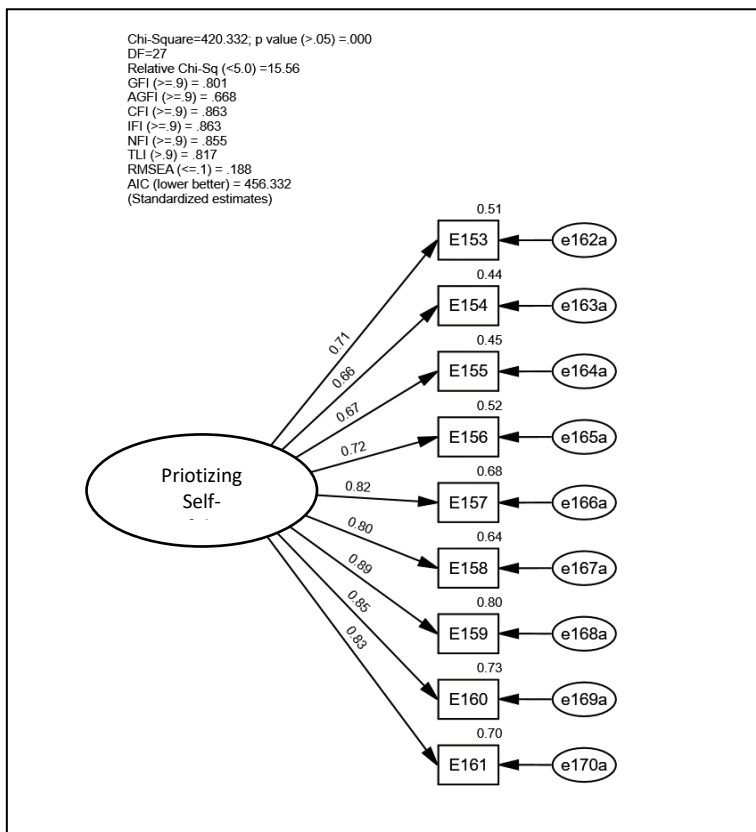 Chi-Square=420.332; p value (>.05) =.000
DF=27
Relative Chi-Sq (<5.0) =15.56
GFI (>=.9) = .801
AGFI (>=.9) = .668
CFI (>=.9) = .863
IFI (>=.9) = .863
NFI (>=.9) = .855
TLI (>.9) = .817
RMSEA (<=.1) = .188
AIC (lower better) = 456.332
(Standardized estimates)
0.51
E153
e162a
0.44
E154
e163a
0.71
0.45
E155
e164a
0.66
0.52
E156
e165a
0.67
0.72
0.68
E157
e166a
0.82
Priotizing
Self-
0.64
E158
e167a
0.80
0.80
E159
e168a
0.89
0.73
E160
e169a
0.85
0.70
E161
e170a
0.83